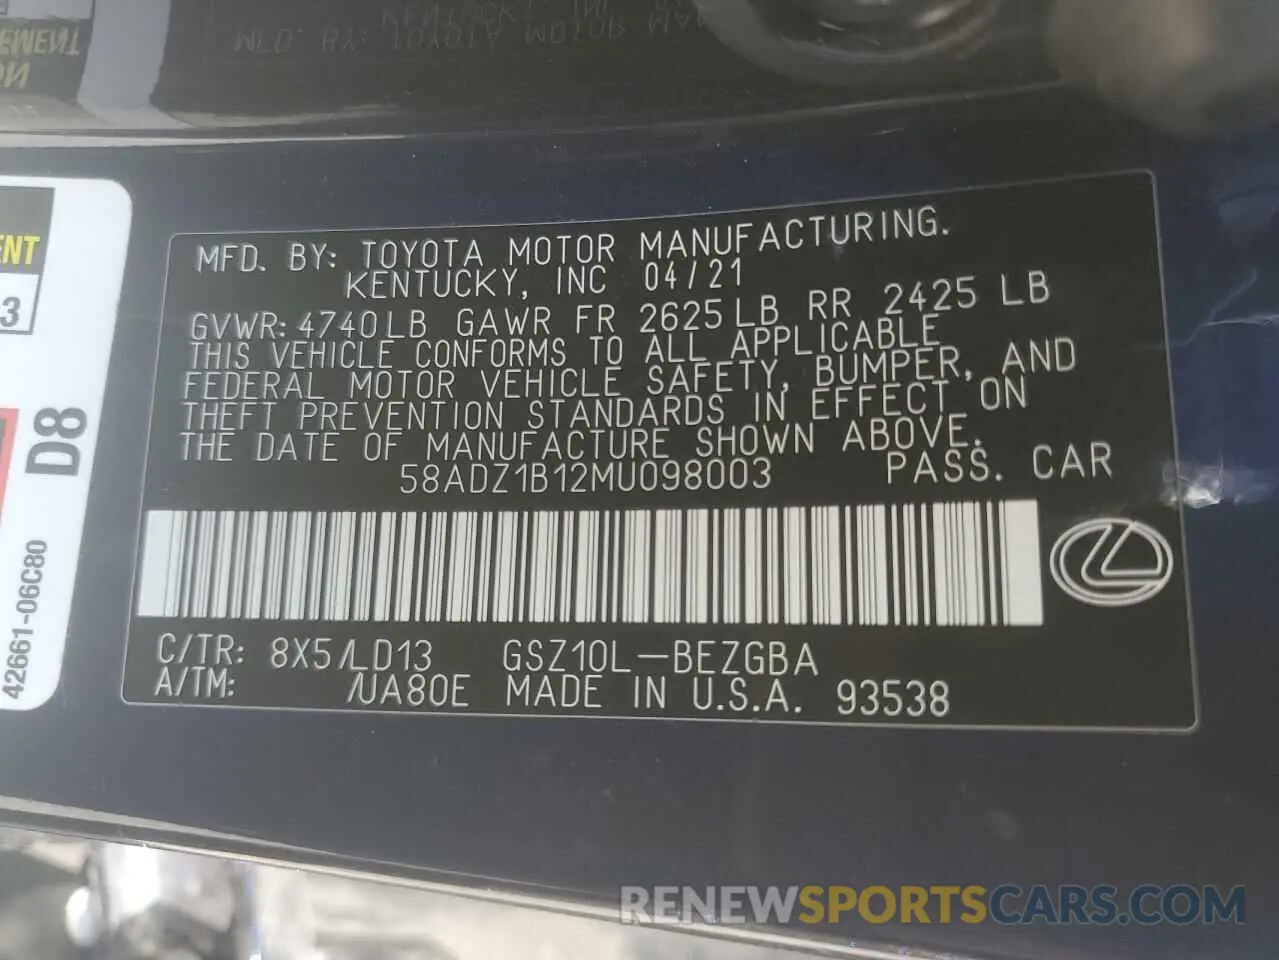 ENT
3
D8
42661-06C80
MFD. BY: TOYOTA MOTOR MANUFACTURING.
KENTUCKY, INC 04/21
GVWR: 4740LB GAWR FR 2625 LB RR 2425 LB
THIS VEHICLE CONFORMS TO ALL APPLICABLE
FEDERAL MOTOR VEHICLE SAFETY, BUMPER, AND
THEFT PREVENTION STANDARDS IN EFFECT ON
THE DATE OF MANUFACTURE SHOWN ABOVE.
58ADZ1B12MU098003 PASS. CAR
C/TR: 8X5/LD13 GSZ10L-BEZGBA
A/TM: /UA80E MADE IN U.S.A. 93538
RENEWSPORTSCARS.COM